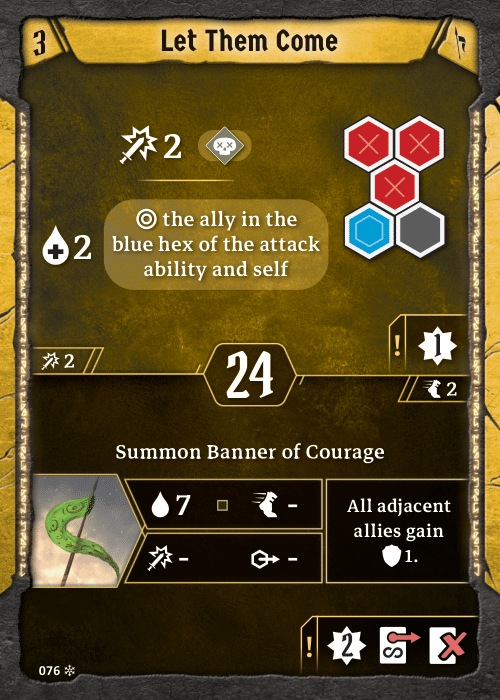 3
Let Them Come
2
2
the ally in the
blue hex of the attack
ability and self
! 1
2
24
2
Summon Banner of Courage
7
-
-
-
All adjacent
allies gain
1.
! 2
076